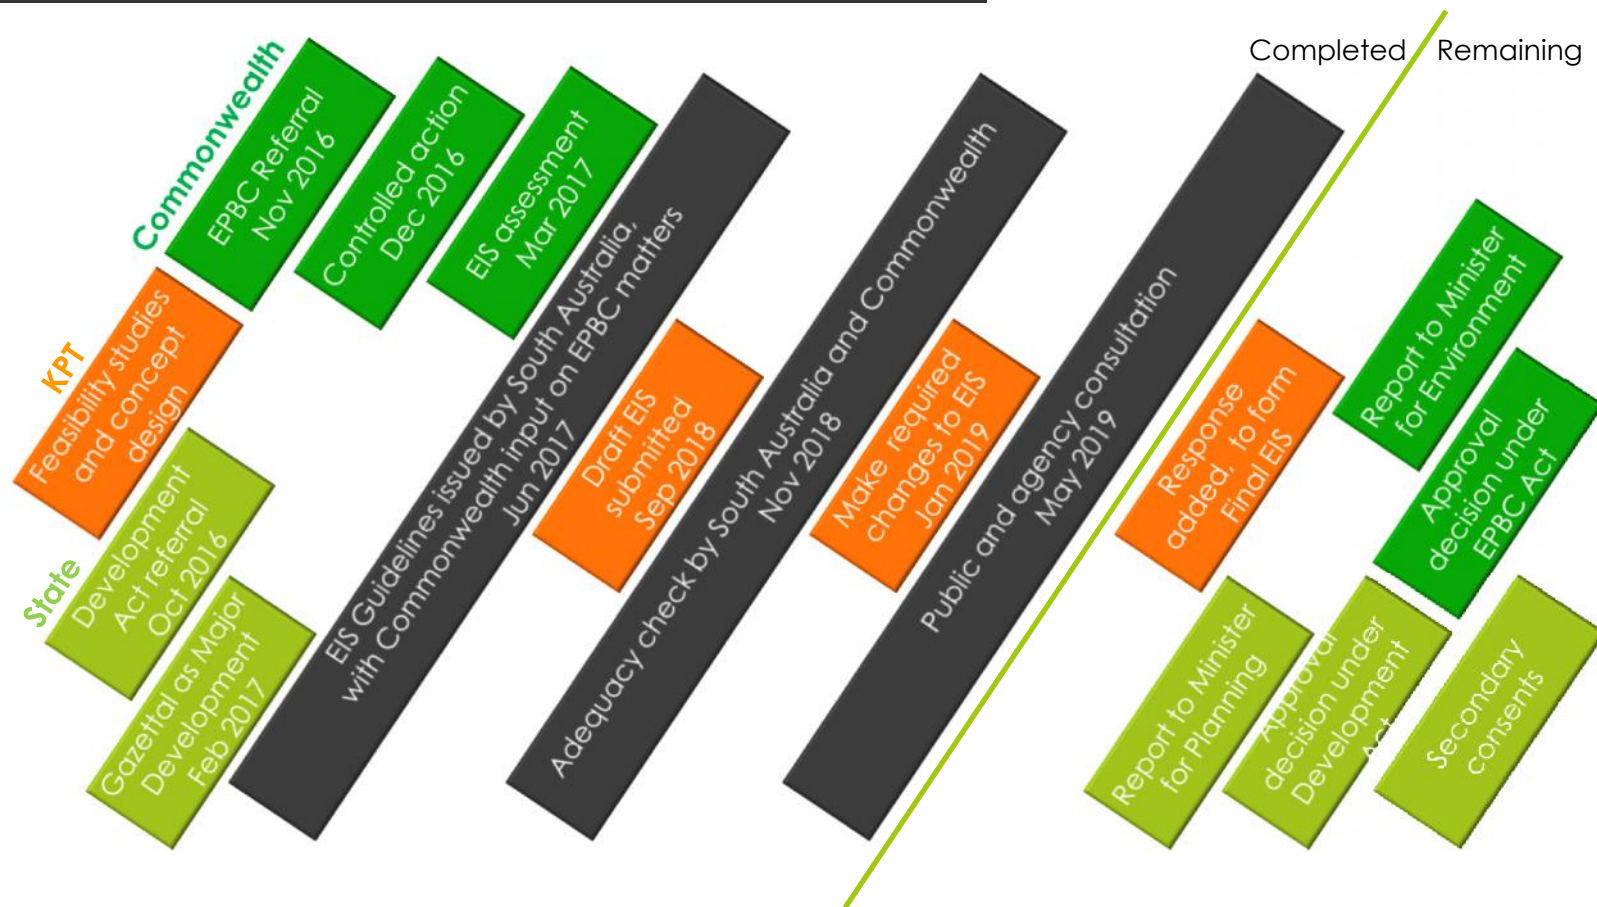 Completed
Remaining
Commonwealth
EPBC Referral
Nov 2016
Controlled action
Dec 2016
EIS assessment
Mar 2017
KPT
Feasibility studies
and concept
design
State
Development
Act referral
Oct 2016
Gazettal as Major
Development
Feb 2017
EIS Guidelines issued by South Australia,
with Commonwealth input on EPBC matters
Jun 2017
Draft EIS
submitted
Sep 2018
Adequacy check by South Australia and Commonwealth
Nov 2018
Make required
changes to EIS
Jan 2019
Public and agency consultation
May 2019
Response
added, to form
Final EIS
Report to Minister
for Environment
Approval
decision under
EPBC Act
Report to Minister
for Planning
Approval
decision under
Development
Act
Secondary
consents